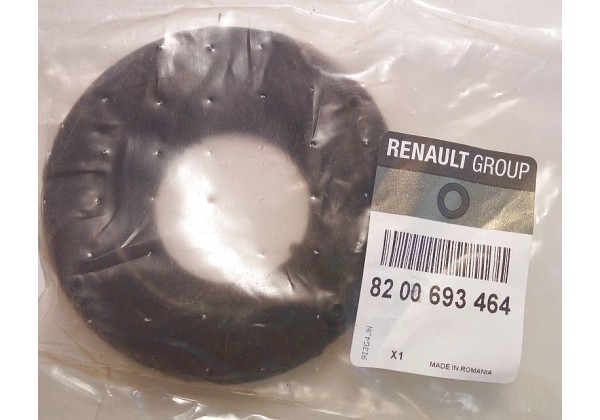 RENAULT GROUP
82 00 693 464
X1
MADE IN ROMANIA